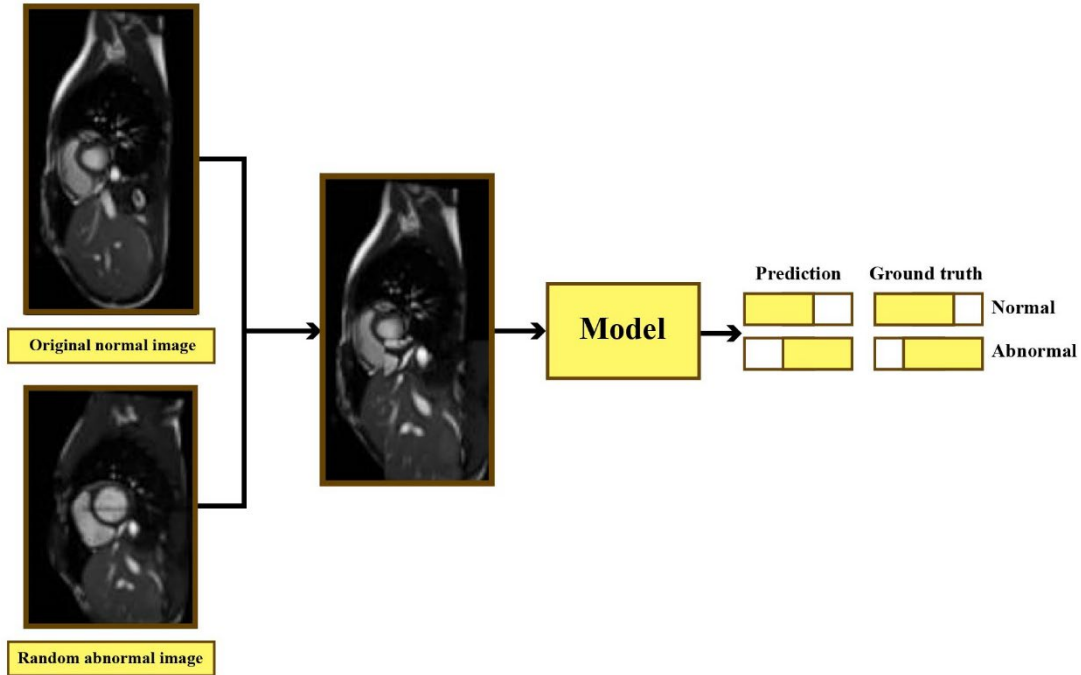 Original normal image
Random abnormal image
Model
Prediction Ground truth
Normal
Abnormal